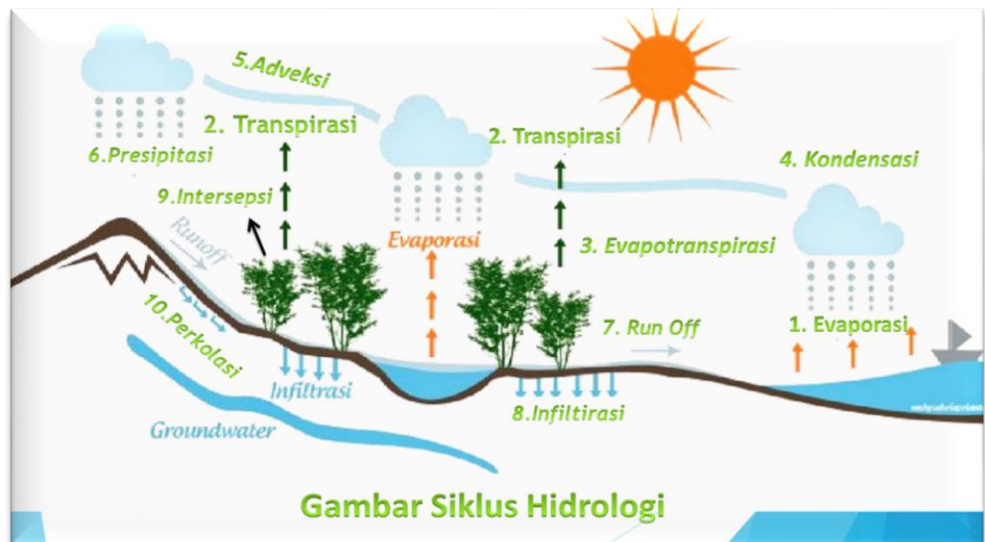 5.Adveksi
2. Transpirasi
6.Presipitasi
2. Transpirasi
4. Kondensasi
9.Intersepsi
Runoff
Evaporasi
3. Evapotranspirasi
10.Perkolasi
7. Run Off
1. Evaporasi
Infiltrasi
8.Infiltirasi
Groundwater
Gambar Siklus Hidrologi